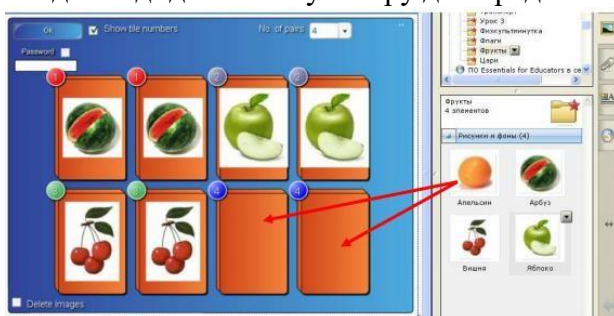 Ok
Show tile numbers
No of pairs 4
Password
1 1 2 2
3 3 4 4
Delete images
Урок 3
Физкультминутка
Флаги
Фрукты
Цари
ПО Essentials for Educators в се
Фрукты
4 элементов
Рисунки и фоны (4)
Апельсин
Арбуз
Вишня
Яблоко